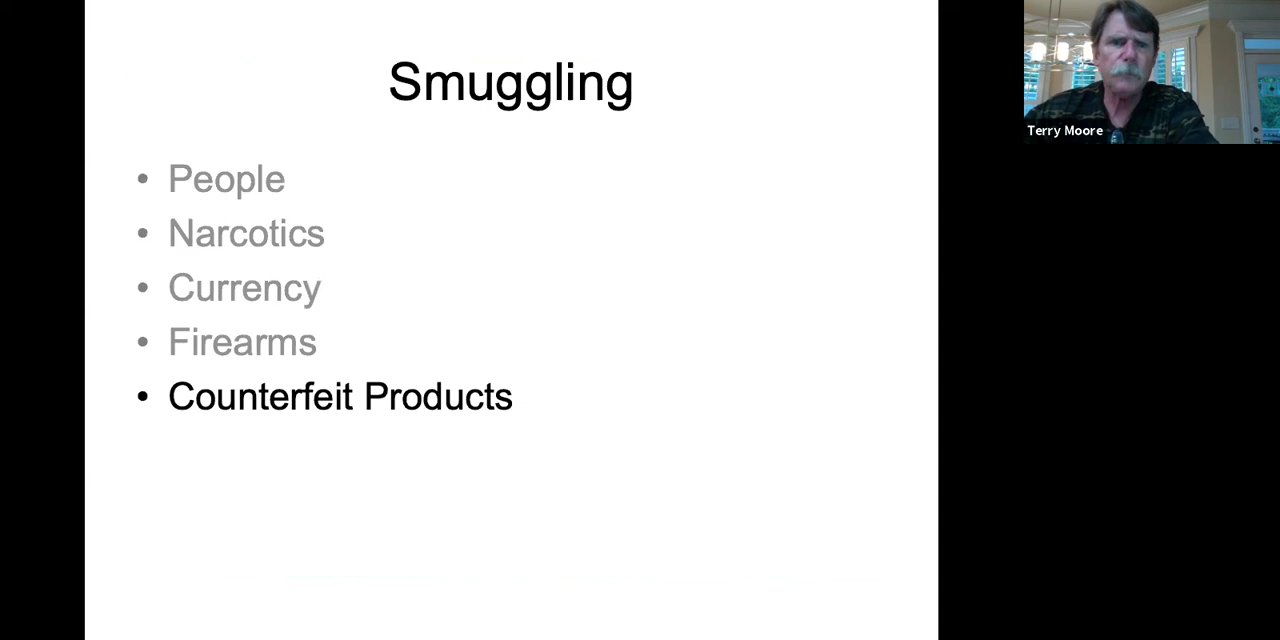 Smuggling
• People
• Narcotics
• Currency
• Firearms
• Counterfeit Products
Terry Moore